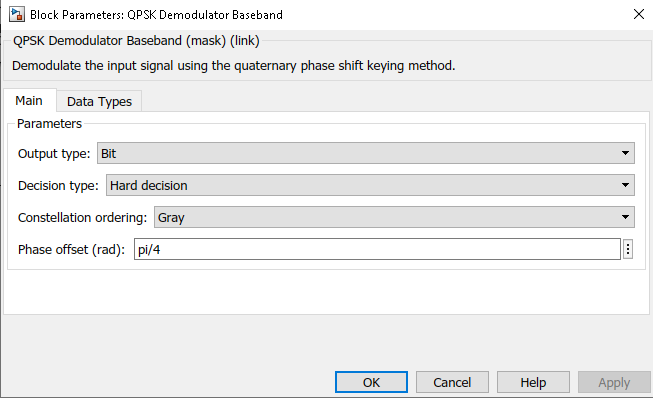 Block Parameters: QPSK Demodulator Baseband
QPSK Demodulator Baseband (mask) (link)
Demodulate the input signal using the quaternary phase shift keying method.
Main Data Types
Parameters
Output type: Bit
Decision type: Hard decision
Constellation ordering: Gray
Phase offset (rad): pi/4
OK Cancel Help Apply